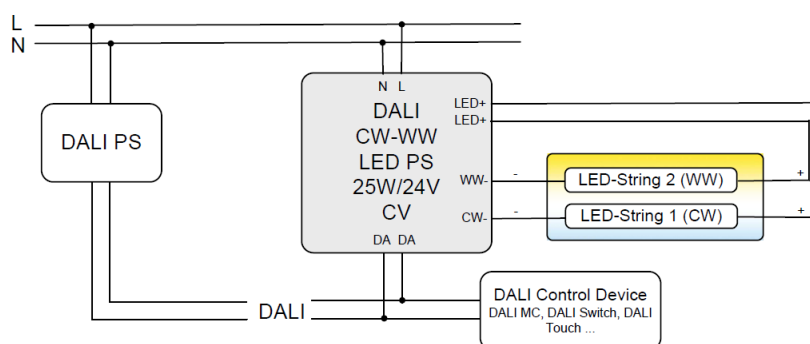 L
N
N L
DALI
CW-WW
LED PS
25W/24V
CV
LED+
LED+
WW-
CW-
DA DA
DALI PS
- LED-String 2 (WW) +
- LED-String 1 (CW) +
DALI
DALI Control Device
DALI MC, DALI Switch, DALI
Touch ...